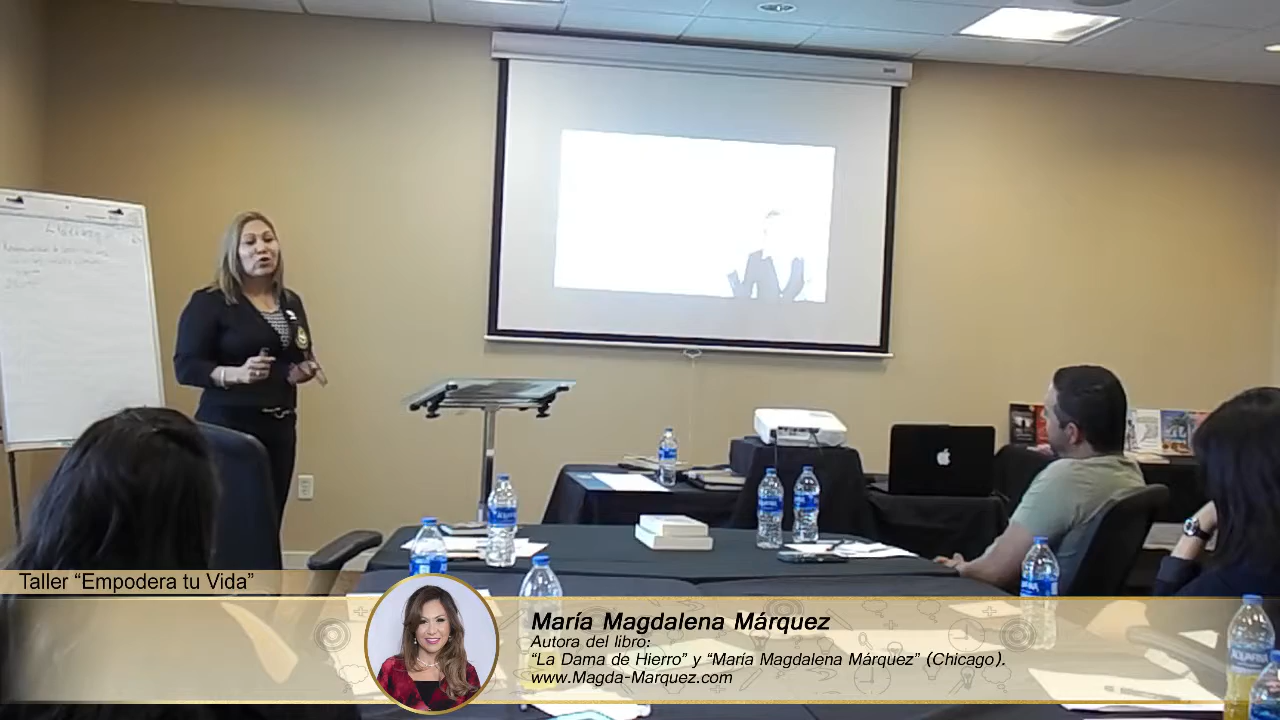 Taller “Empodera tu Vida”
María Magdalena Márquez
Autora del libro:
“La Dama de Hierro” y “María Magdalena Márquez” (Chicago).
www.Magda-Marquez.com